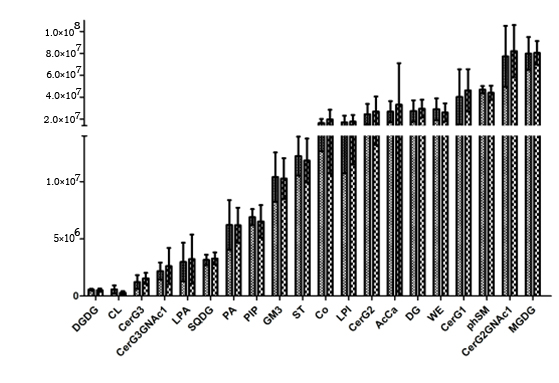 1.0×10⁸
8.0×10⁷
6.0×10⁷
4.0×10⁷
2.0×10⁷
1.0×10⁷
5×10⁶
0
DGDG
CL
CerG3
CerG3GNAc1
LPA
SQDG
PA
PIP
GM3
ST
Co
LPI
CerG2
AcCa
DG
WE
CerG1
phSM
CerG2GNAc1
MGDG